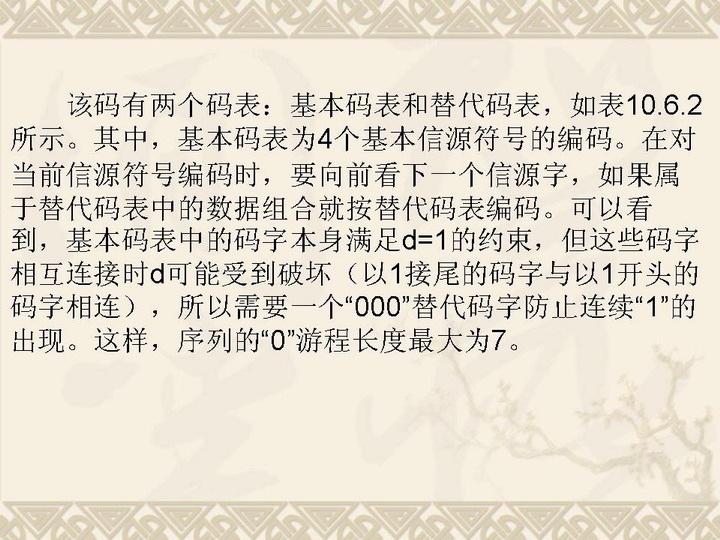 该码有两个码表：基本码表和替代码表，如表10.6.2
所示。其中，基本码表为4个基本信源符号的编码。在对
当前信源符号编码时，要向前看下一个信源字，如果属
于替代码表中的数据组合就按替代码表编码。可以看
到，基本码表中的码字本身满足d=1的约束，但这些码字
相互连接时d可能受到破坏（以1接尾的码字与以1开头的
码字相连），所以需要一个“000”替代码字防止连续“1”的
出现。这样，序列的“0”游程长度最大为7。